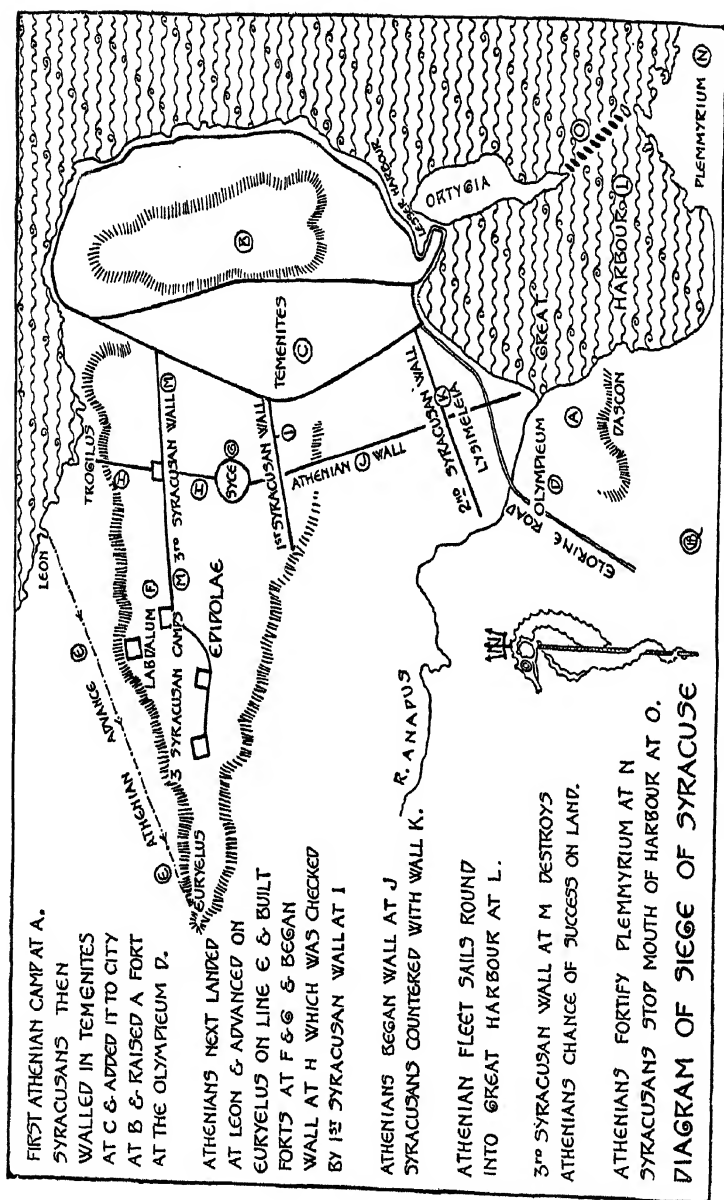 FIRST ATHENIAN CAMP AT A.
SYRACUSANS THEN
WALLED IN TEMENITES
AT C & ADDED IT TO CITY
AT B & RAISED A FORT
AT THE OLYMPIEUM D.
ATHENIANS NEXT LANDED
AT LEON & ADVANCED ON
EURYELUS ON LINE E & BUILT
FORTS AT F & G & BEGAN
WALL AT H WHICH WAS CHECKED
BY 1ST SYRACUSAN WALL AT I
ATHENIANS BEGAN WALL AT J
SYRACUSANS COUNTERED WITH WALL K.
ATHENIAN FLEET SAILS ROUND
INTO GREAT HARBOUR AT L.
3RD SYRACUSAN WALL AT M DESTROYS
ATHENIANS CHANCE OF SUCCESS ON LAND.
ATHENIANS FORTIFY PLEMMYRIUM AT N
SYRACUSANS STOP MOUTH OF HARBOUR AT O.
DIAGRAM OF SIEGE OF SYRACUSE
LEON
E ATHENIAN ADVANCE E
EURYELUS
TROGILUS
H
LABDALUM F
3 SYRACUSAN CAMPS
M 3RD SYRACUSAN WALL M
EPIPOLAE
H
SYCE G
1ST SYRACUSAN WALL
I
ATHENIAN J WALL
TEMENITES
C
B
LESSER HARBOUR
ORTYGIA
2ND SYRACUSAN WALL
K
LYSIMELEIA
R. ANAPUS
ELORINE ROAD
OLYMPIEUM
D
A
DASCON
GREAT HARBOUR L
O
PLEMMYRIUM N
N